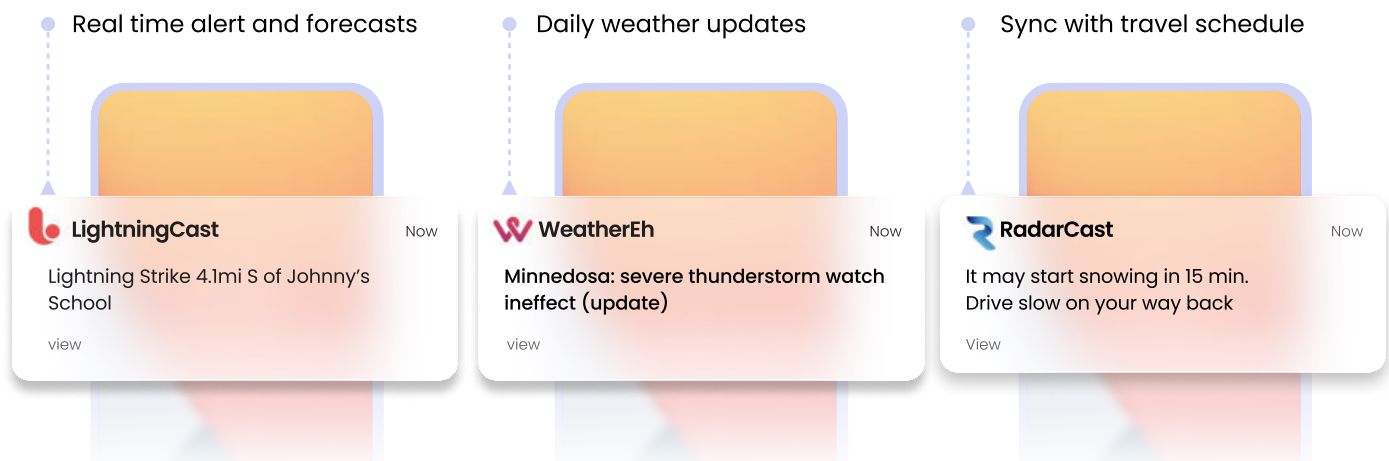 Real time alert and forecasts
LightningCast
Now
Lightning Strike 4.1mi S of Johnny’s
School
view
Daily weather updates
WeatherEh
Now
Minnedosa: severe thunderstorm watch
ineffect (update)
view
Sync with travel schedule
RadarCast
Now
It may start snowing in 15 min.
Drive slow on your way back
View